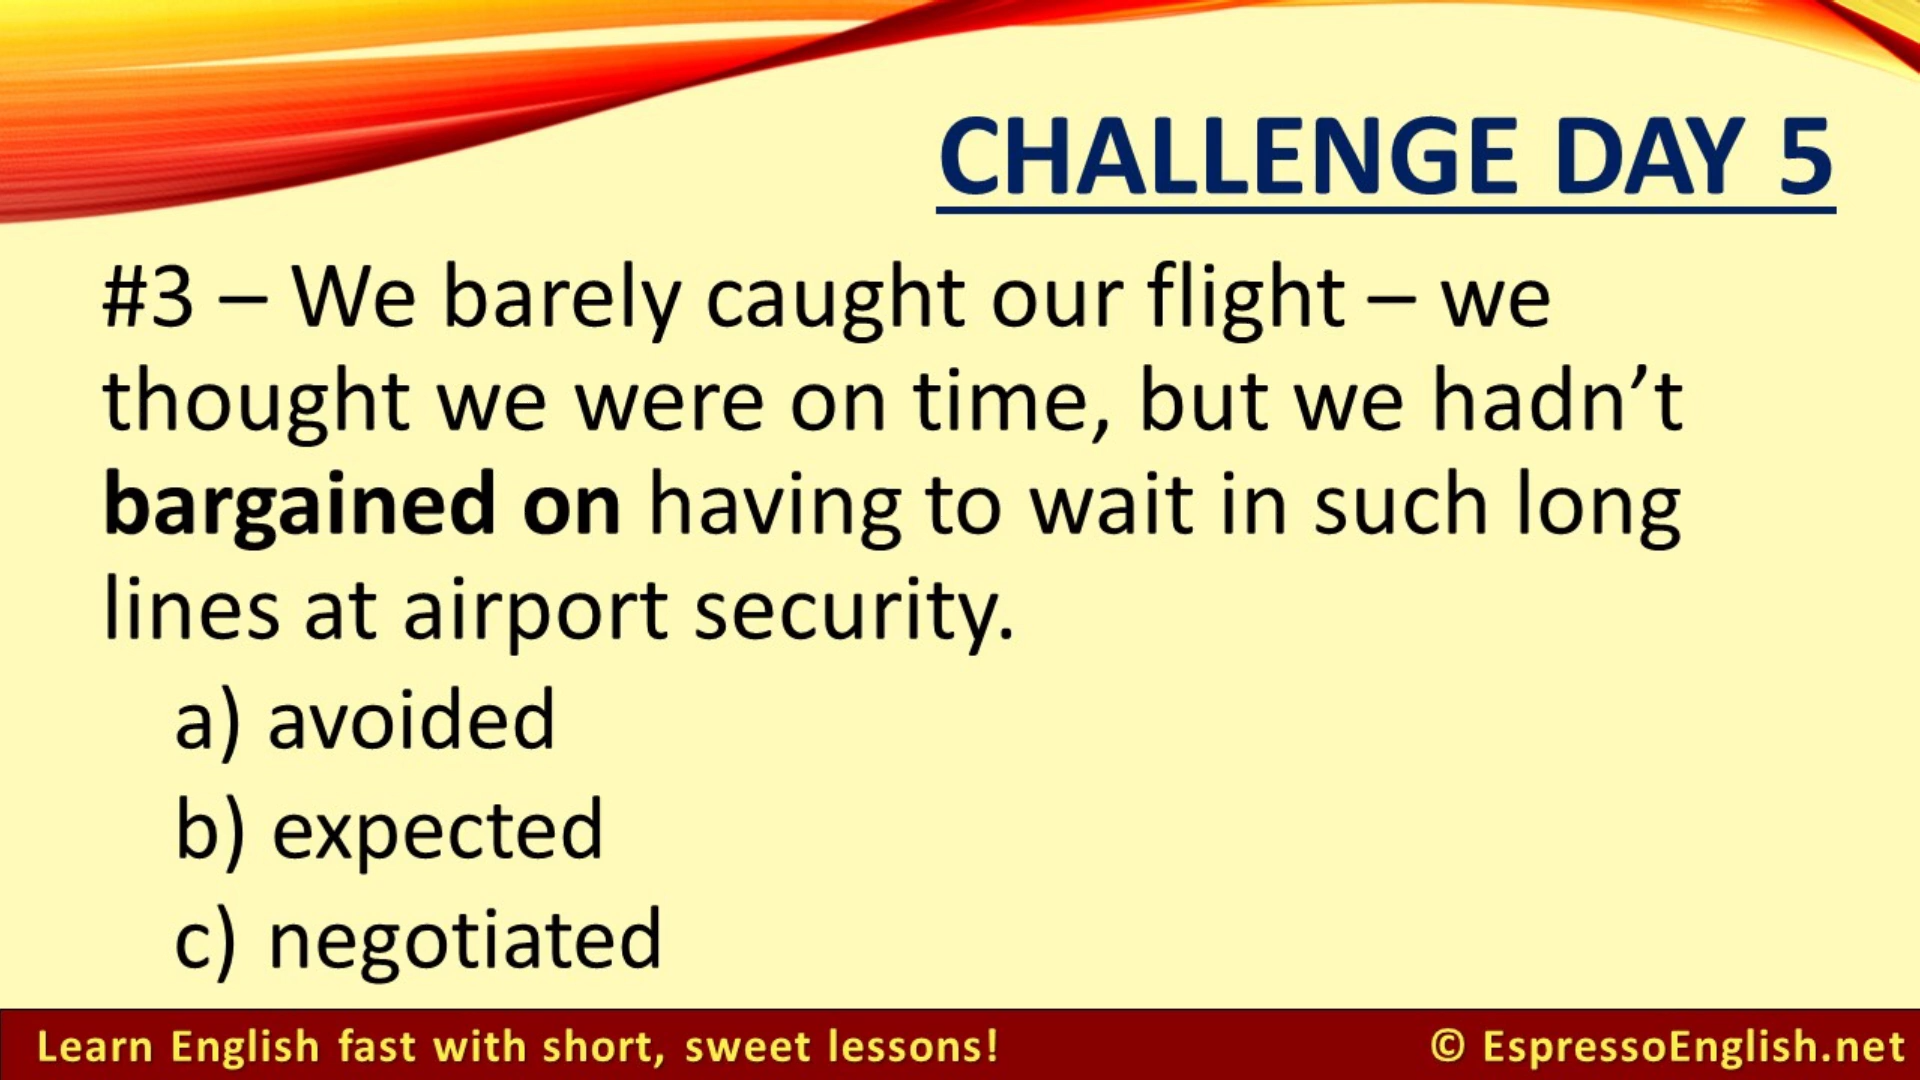 CHALLENGE DAY 5
#3 – We barely caught our flight – we
thought we were on time, but we hadn’t
bargained on having to wait in such long
lines at airport security.
a) avoided
b) expected
c) negotiated
Learn English fast with short, sweet lessons!
© EspressoEnglish.net